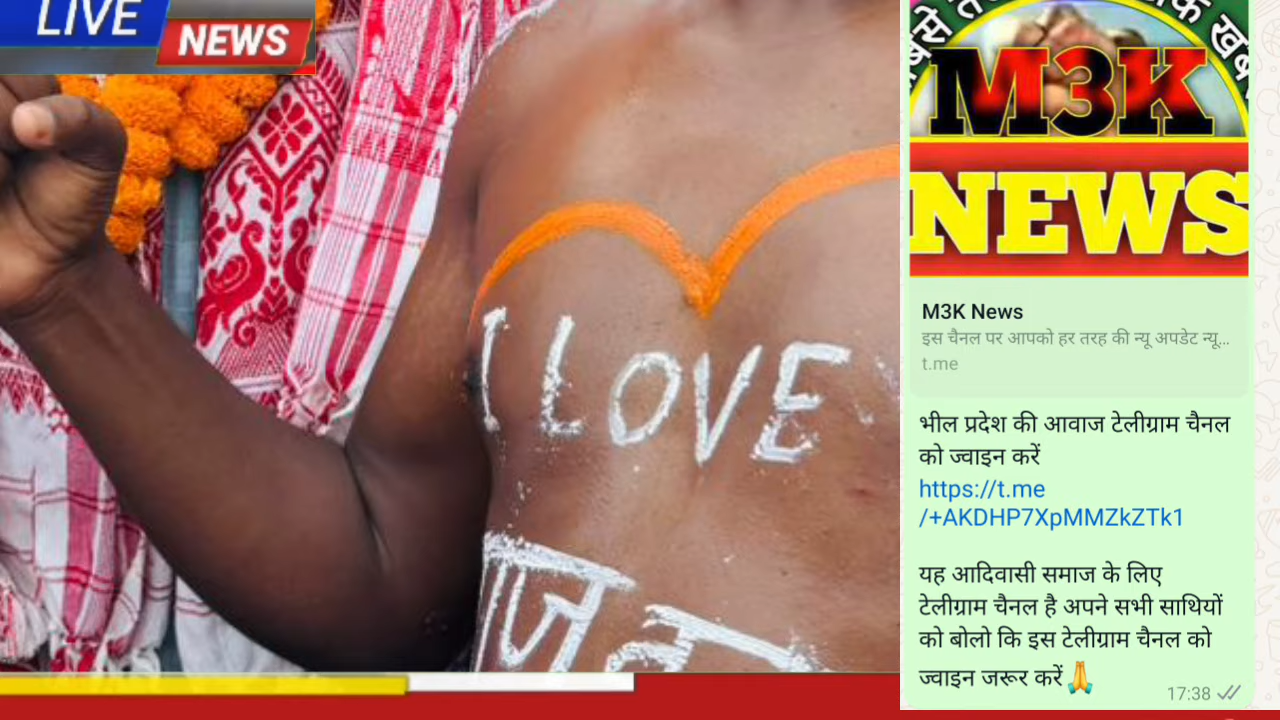 LIVE
NEWS
I LOVE
M3K
NEWS
M3K News
इस चैनल पर आपको हर तरह की न्यू अपडेट न्यू...
t.me
भील प्रदेश की आवाज टेलीग्राम चैनल
को ज्वाइन करें
https://t.me
/+AKDHP7XpMMZkZTk1
यह आदिवासी समाज के लिए
टेलीग्राम चैनल है अपने सभी साथियों
को बोलो कि इस टेलीग्राम चैनल को
ज्वाइन जरूर करें🙏
17:38